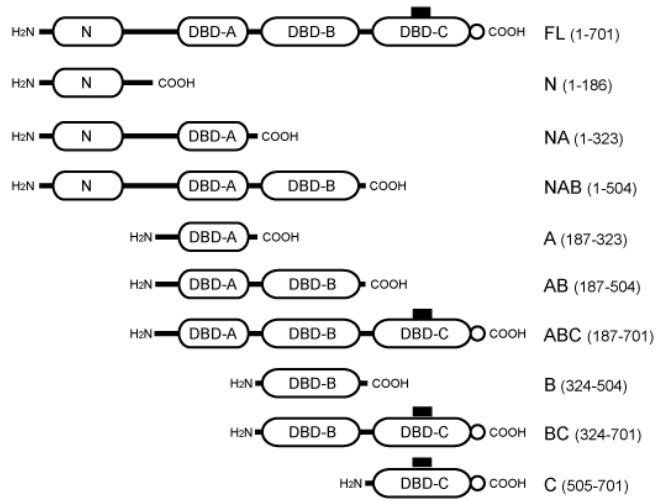 H2N N DBD-A DBD-B DBD-C COOH FL (1-701)
H2N N COOH N (1-186)
H2N N DBD-A COOH NA (1-323)
H2N N DBD-A DBD-B COOH NAB (1-504)
H2N DBD-A COOH A (187-323)
H2N DBD-A DBD-B COOH AB (187-504)
H2N DBD-A DBD-B DBD-C COOH ABC (187-701)
H2N DBD-B COOH B (324-504)
H2N DBD-B DBD-C COOH BC (324-701)
H2N DBD-C COOH C (505-701)